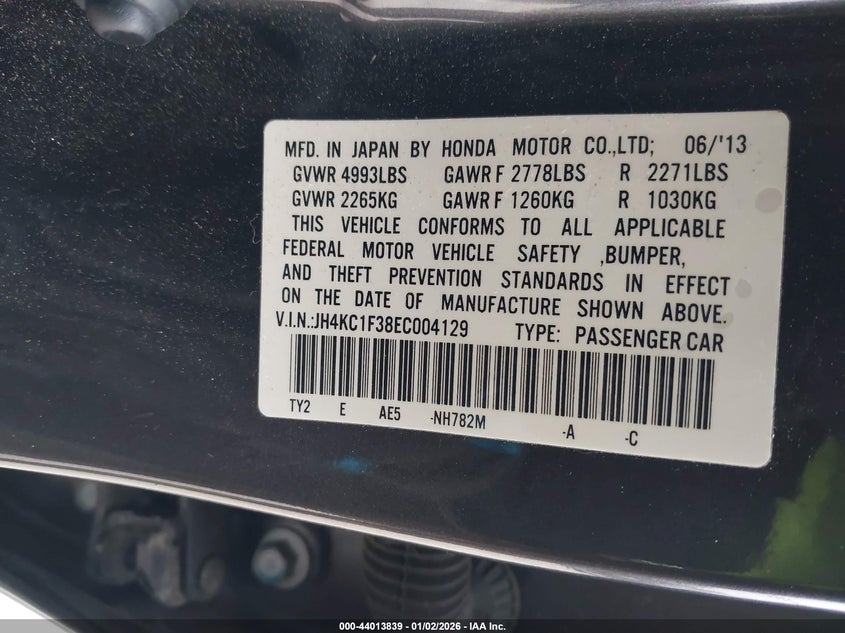 MFD. IN JAPAN BY HONDA MOTOR CO.,LTD; 06/'13
GVWR 4993LBS GAWR F 2778LBS R 2271LBS
GVWR 2265KG GAWR F 1260KG R 1030KG
THIS VEHICLE CONFORMS TO ALL APPLICABLE
FEDERAL MOTOR VEHICLE SAFETY ,BUMPER,
AND THEFT PREVENTION STANDARDS IN EFFECT
ON THE DATE OF MANUFACTURE SHOWN ABOVE.
V.I.N.:JH4KC1F38EC004129 TYPE: PASSENGER CAR
TY2 E AE5 -NH782M -A -C
000-44013839 - 01/02/2026 - IAA Inc.